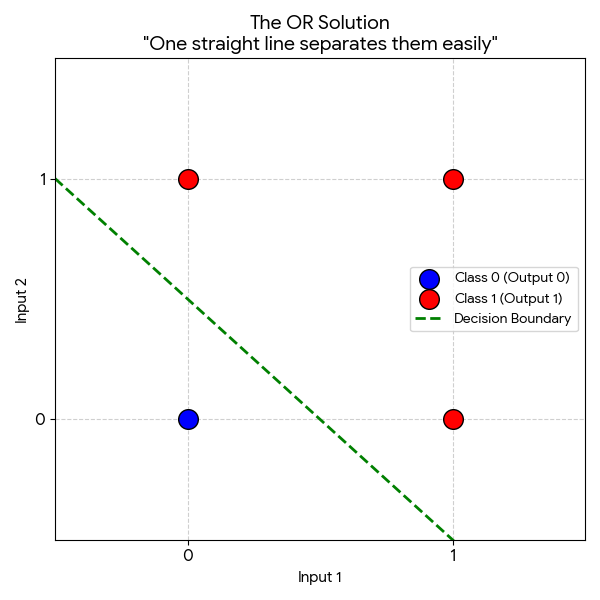 The OR Solution
"One straight line separates them easily"
1
Input 2
Class 0 (Output 0)
Class 1 (Output 1)
Decision Boundary
0
0 1
Input 1